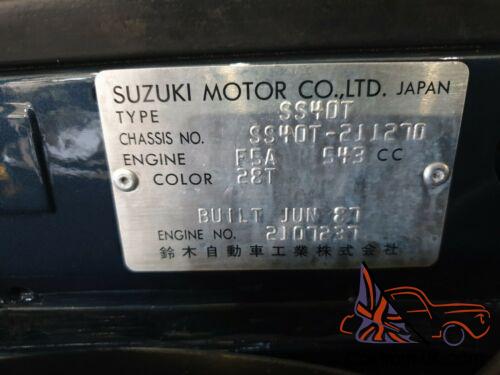 SUZUKI MOTOR CO.,LTD. JAPAN
TYPE SS40T
CHASSIS NO. SS40T-211270
ENGINE F5A 543 CC
COLOR 28T
BUILT JUN 87
ENGINE NO. 2107237
鈴木自動車工業株式会社